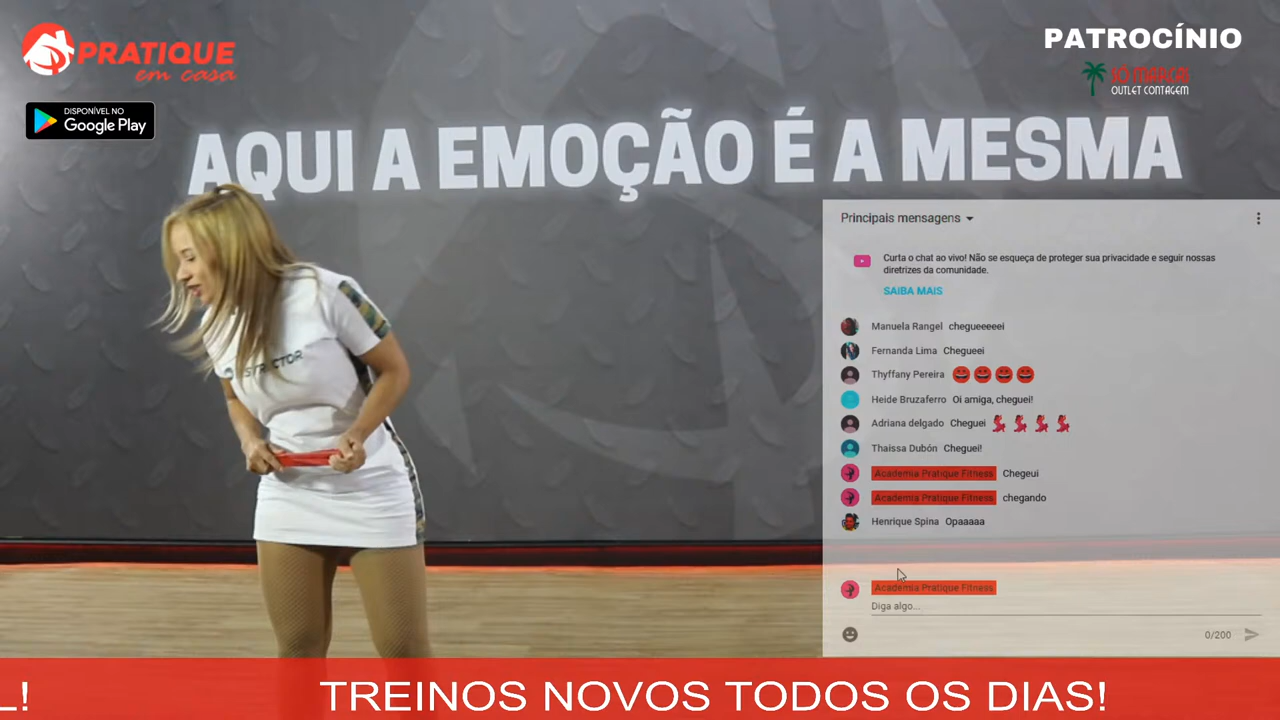 PRATIQUE
em casa
DISPONÍVEL NO
Google Play
PATROCÍNIO
SÓ MARCA!
OUTLET CONTAGEM
AQUI A EMOÇÃO É A MESMA
Principais mensagens
Curta o chat ao vivo! Não se esqueça de proteger sua privacidade e seguir nossas
diretrizes da comunidade.
SAIBA MAIS
Manuela Rangel chegueeeeei
Fernanda Lima Chegueei
Thyffany Pereira
Heide Bruzaferro Oi amiga, cheguei!
Adriana delgado Cheguei
Thaissa Dubón Cheguei!
Academia Pratique Fitness Chegeui
Academia Pratique Fitness chegando
Henrique Spina Opaaaaa
Academia Pratique Fitness
Diga algo...
0/200
L! TREINOS NOVOS TODOS OS DIAS!